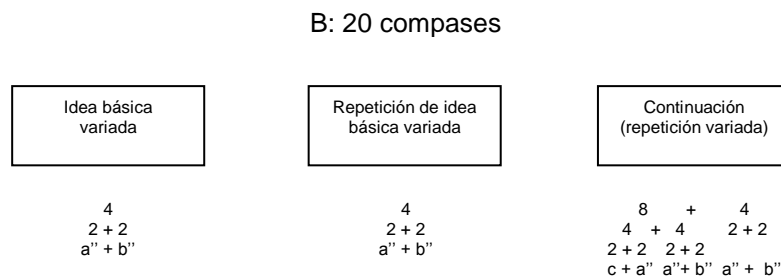 B: 20 compases
Idea básica
variada
4
2 + 2
a'' + b''
Repetición de idea
básica variada
4
2 + 2
a'' + b''
Continuación
(repetición variada)
8 + 4
4 + 4 2 + 2
2 + 2 2 + 2
c + a'' a''+ b'' a'' + b''